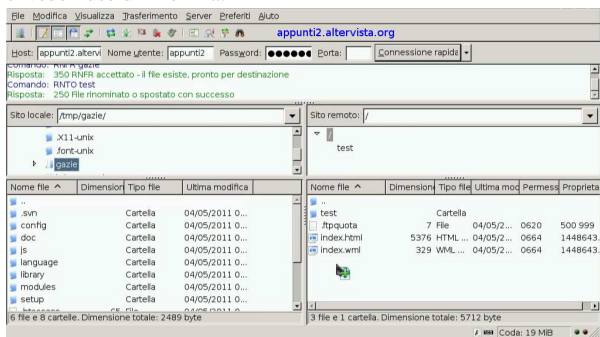 File Modifica Visualizza Trasferimento Server Preferiti Aiuto
appunti2.altervista.org
Host: appunti2.altervi Nome utente: appunti2 Password: ●●●●●● Porta: Connessione rapida
Comando: RNFR gazie
Risposta: 350 RNFR accettato - il file esiste, pronto per destinazione
Comando: RNTO test
Risposta: 250 File rinominato o spostato con successo
Sito locale: /tmp/gazie/
Sito remoto: /
.X11-unix
.font-unix
gazie
/
test
Nome file Dimension Tipo file Ultima modifica
..
.svn Cartella 04/05/2011 0...
config Cartella 04/05/2011 0...
doc Cartella 04/05/2011 0...
js Cartella 04/05/2011 0...
language Cartella 04/05/2011 0...
library Cartella 04/05/2011 0...
modules Cartella 04/05/2011 0...
setup Cartella 04/05/2011 0...
6 file e 8 cartelle. Dimensione totale: 2489 byte
Nome file Dimension Tipo file Ultima mod Permess Proprieta
..
test Cartella
.ftpquota 7 File 04/05/2... 0620 500 999
index.html 5376 HTML ... 04/05/2... 0664 1448643.
index.wml 329 WML ... 04/05/2... 0664 1448643.
3 file e 1 cartella. Dimensione totale: 5712 byte
Coda: 19 MiB